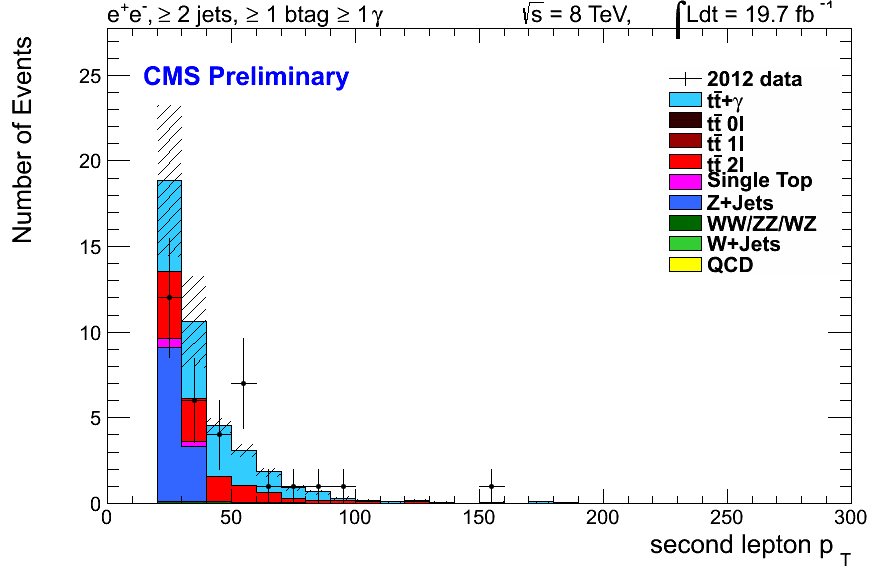 e⁺e⁻, ≥ 2 jets, ≥ 1 btag ≥ 1 γ
√s = 8 TeV, ∫Ldt = 19.7 fb⁻¹
CMS Preliminary
2012 data
tt̄+γ
tt̄ 0l
tt̄ 1l
tt̄ 2l
Single Top
Z+Jets
WW/ZZ/WZ
W+Jets
QCD
Number of Events
25
20
15
10
5
0
0 50 100 150 200 250 300
second lepton p_T